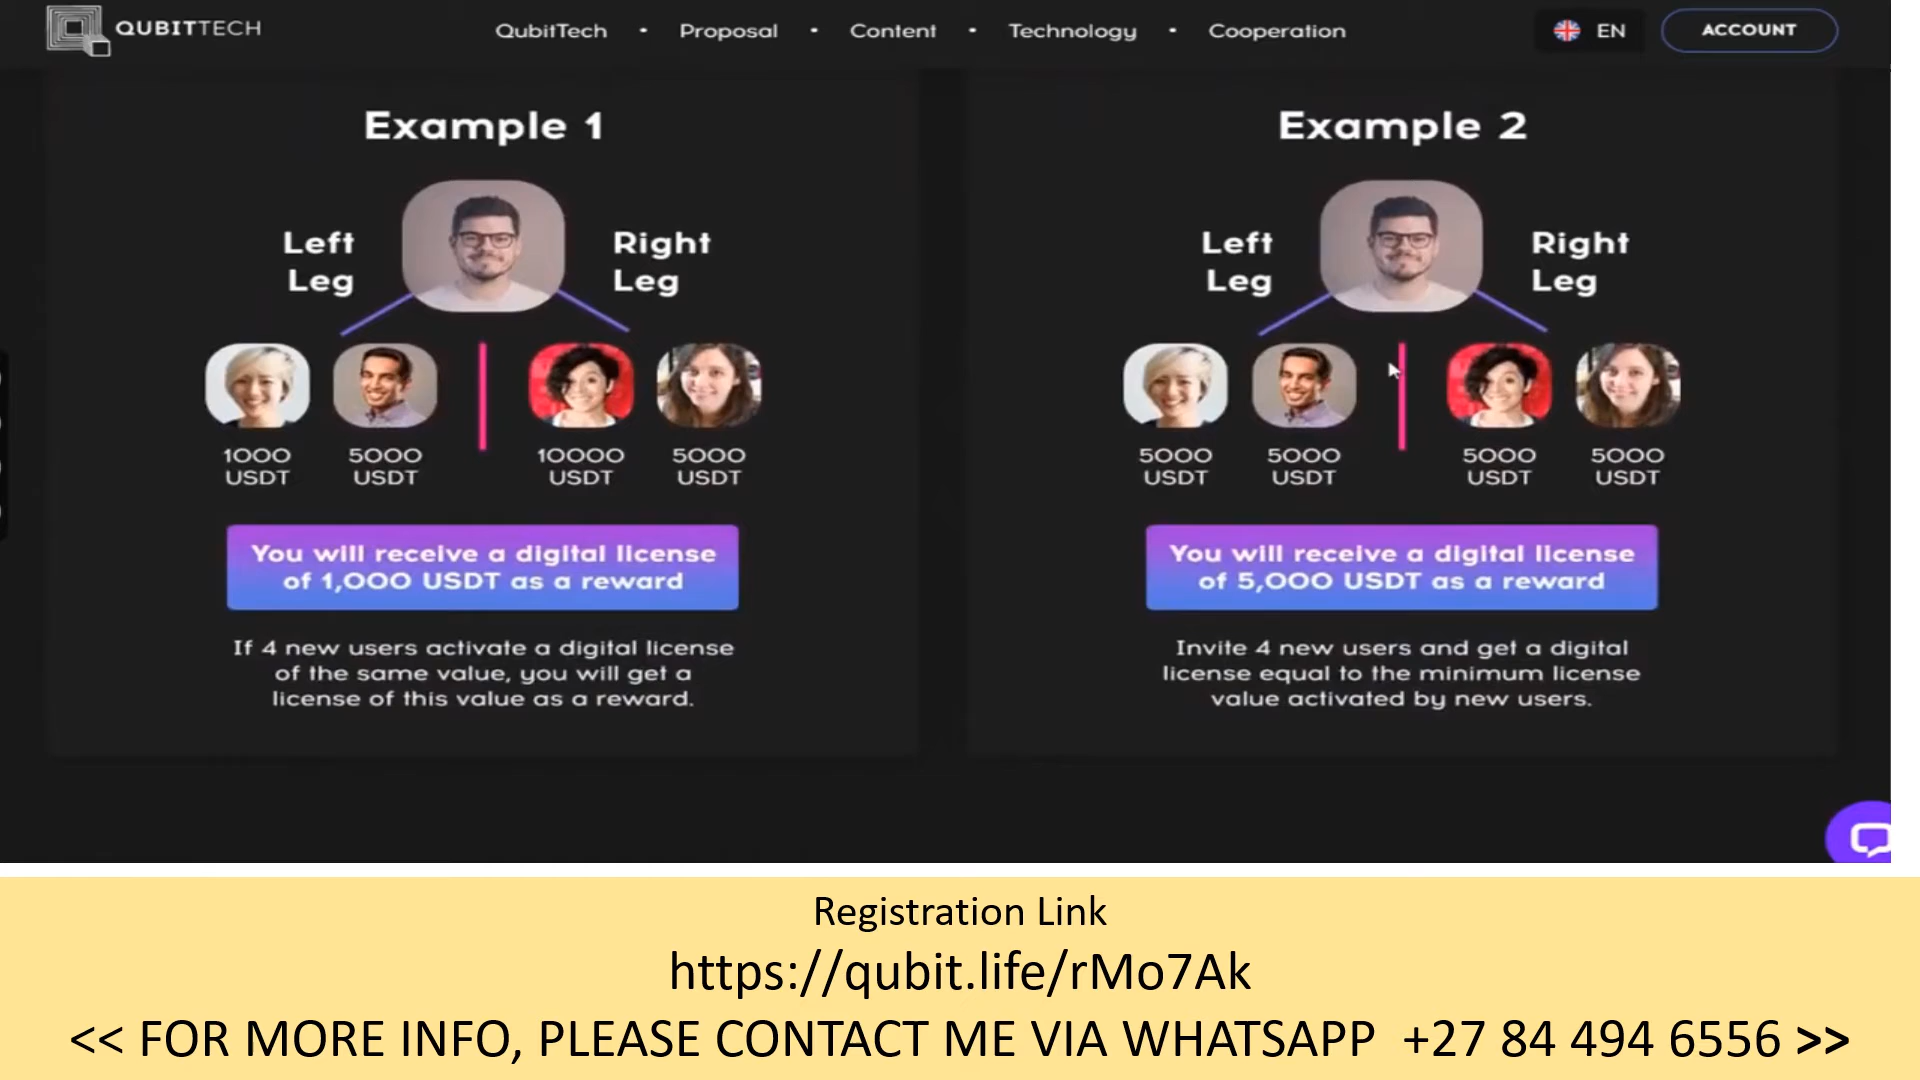 QUBITTECH
QubitTech • Proposal • Content • Technology • Cooperation
EN
ACCOUNT
Example 1
Left
Leg
Right
Leg
1000
USDT
5000
USDT
10000
USDT
5000
USDT
You will receive a digital license
of 1,000 USDT as a reward
If 4 new users activate a digital license
of the same value, you will get a
license of this value as a reward.
Example 2
Left
Leg
Right
Leg
5000
USDT
5000
USDT
5000
USDT
5000
USDT
You will receive a digital license
of 5,000 USDT as a reward
Invite 4 new users and get a digital
license equal to the minimum license
value activated by new users.
Registration Link
https://qubit.life/rMo7Ak
<< FOR MORE INFO, PLEASE CONTACT ME VIA WHATSAPP +27 84 494 6556 >>